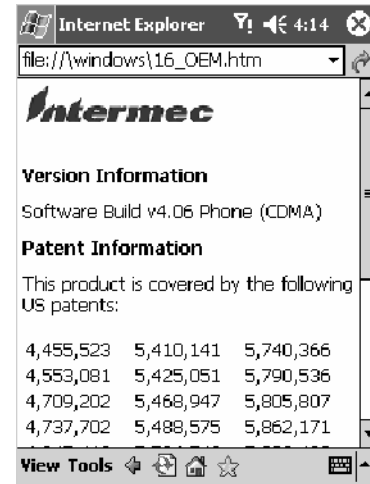 Internet Explorer 4:14
file://\windows\16_OEM.htm
Intermec
Version Information
Software Build v4.06 Phone (CDMA)
Patent Information
This product is covered by the following
US patents:
4,455,523 5,410,141 5,740,366
4,553,081 5,425,051 5,790,536
4,709,202 5,468,947 5,805,807
4,737,702 5,488,575 5,862,171
View Tools